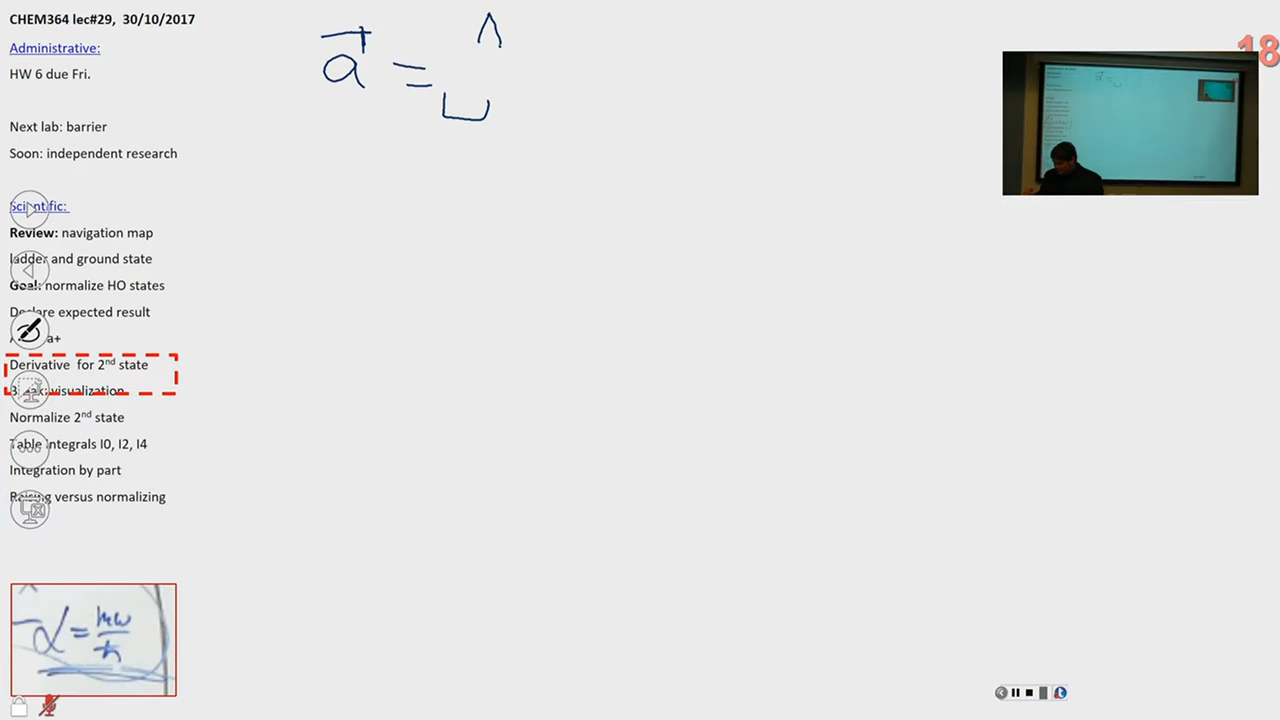 CHEM364 lec#29, 30/10/2017
Administrative:
HW 6 due Fri.
Next lab: barrier
Soon: independent research
Scientific:
Review: navigation map
ladder and ground state
Goal: normalize HO states
Declare expected result
a+
Derivative for 2nd state
visualization
Normalize 2nd state
Table Integrals I0, I2, I4
Integration by part
Raising versus normalizing
a =
18
α = mω/ħ